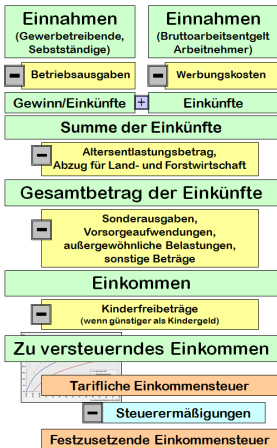 Einnahmen
(Gewerbetreibende,
Selbstständige)
Einnahmen
(Bruttoarbeitsentgelt
Arbeitnehmer)
Betriebsausgaben
Werbungskosten
Gewinn/Einkünfte
+
Einkünfte
Summe der Einkünfte
Altersentlastungsbetrag,
Abzug für Land- und Forstwirtschaft
Gesamtbetrag der Einkünfte
Sonderausgaben,
Vorsorgeaufwendungen,
außergewöhnliche Belastungen,
sonstige Beträge
Einkommen
Kinderfreibeträge
(wenn günstiger als Kindergeld)
Zu versteuerndes Einkommen
Tarifliche Einkommensteuer
Steuerermäßigungen
Festzusetzende Einkommensteuer